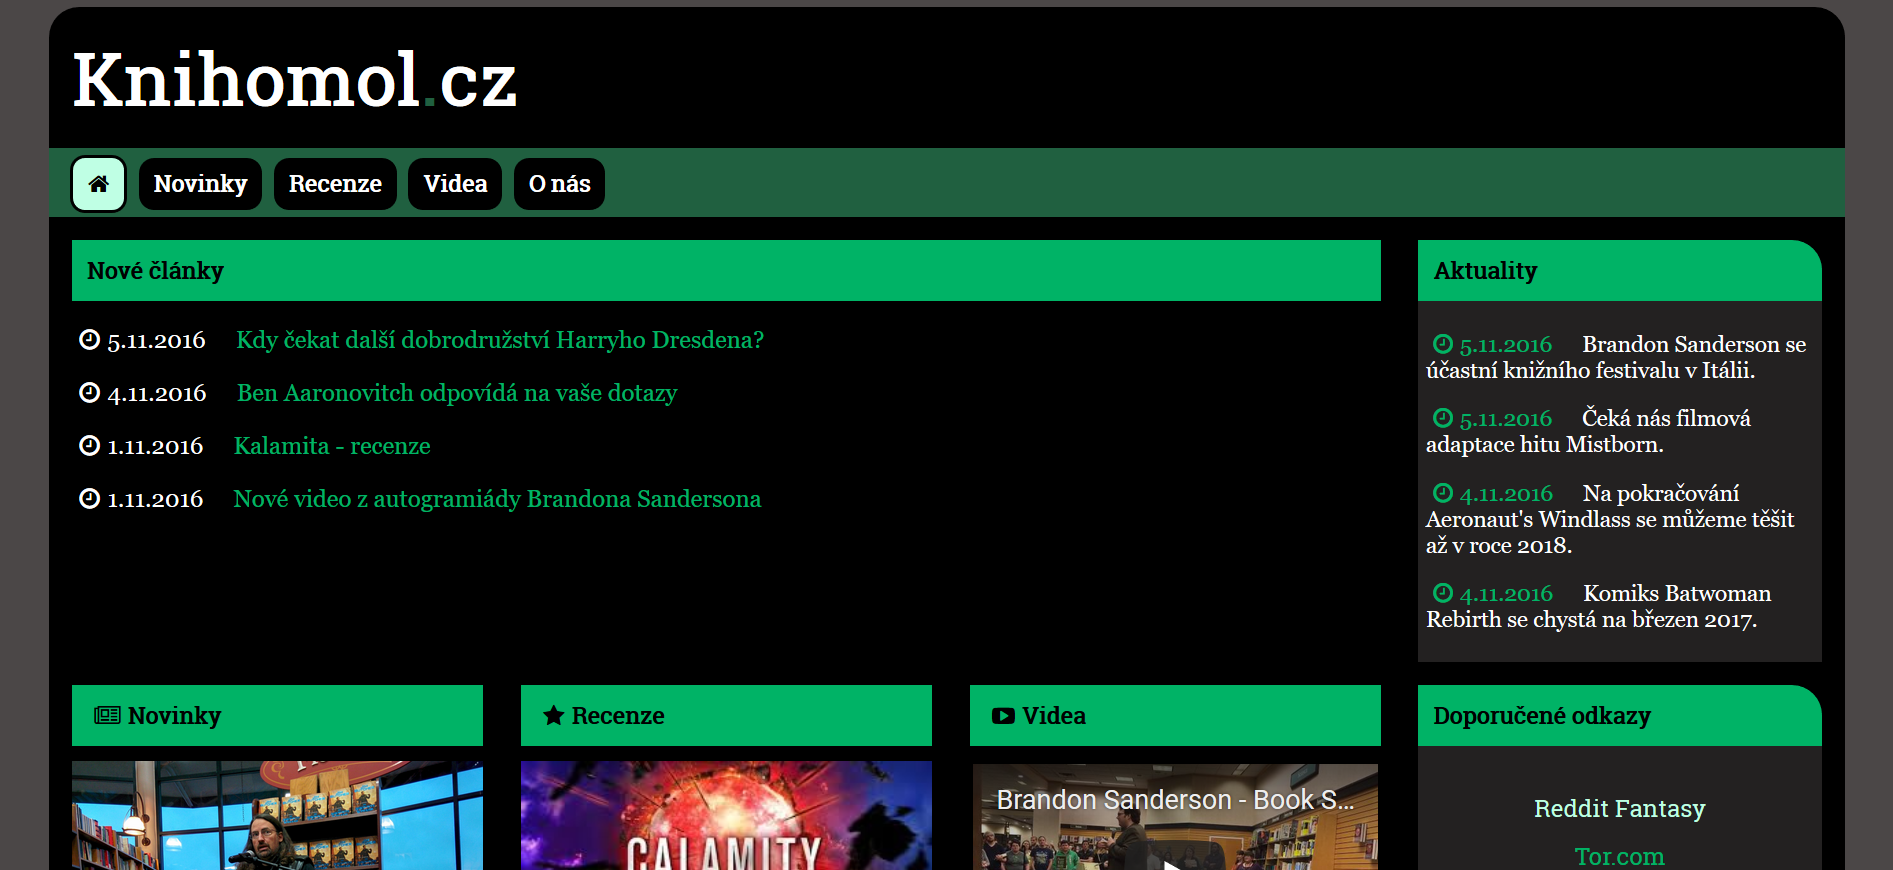 Knihomol.cz
Novinky
Recenze
Videa
O nás
Nové články
5.11.2016 Kdy čekat další dobrodružství Harryho Dresdena?
4.11.2016 Ben Aaronovitch odpovídá na vaše dotazy
1.11.2016 Kalamita - recenze
1.11.2016 Nové video z autogramiády Brandona Sandersona
Aktuality
5.11.2016 Brandon Sanderson se
účastní knižního festivalu v Itálii.
5.11.2016 Čeká nás filmová
adaptace hitu Mistborn.
4.11.2016 Na pokračování
Aeronaut's Windlass se můžeme těšit
až v roce 2018.
4.11.2016 Komiks Batwoman
Rebirth se chystá na březen 2017.
Novinky
Recenze
CALAMITY
Videa
Brandon Sanderson - Book S...
Doporučené odkazy
Reddit Fantasy
Tor.com